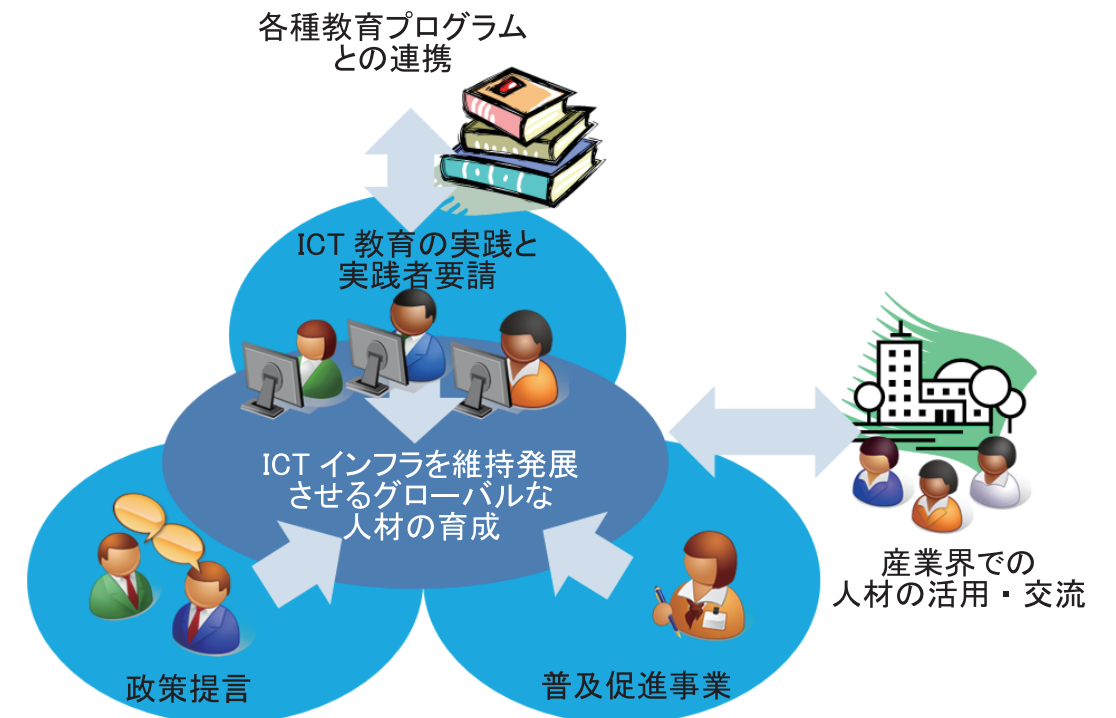 各種教育プログラム
との連携
ICT 教育の実践と
実践者要請
ICT インフラを維持発展
させるグローバルな
人材の育成
産業界での
人材の活用・交流
政策提言
普及促進事業